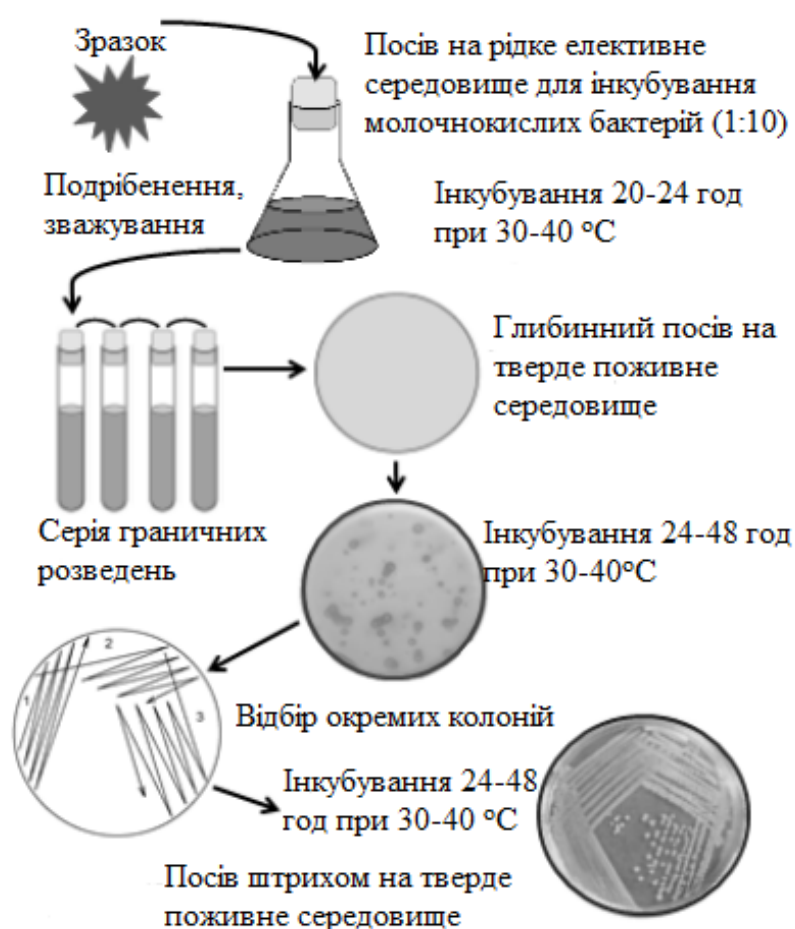 Зразок
Посів на рідке елективне
середовище для інкубування
молочнокислих бактерій (1:10)
Подрібенення,
зважування
Інкубування 20-24 год
при 30-40 °C
Глибинний посів на
тверде поживне
середовище
Серія граничних
розведень
Інкубування 24-48 год
при 30-40°C
1
2
3
Відбір окремих колоній
Інкубування 24-48
год при 30-40 °C
Посів штрихом на тверде
поживне середовище